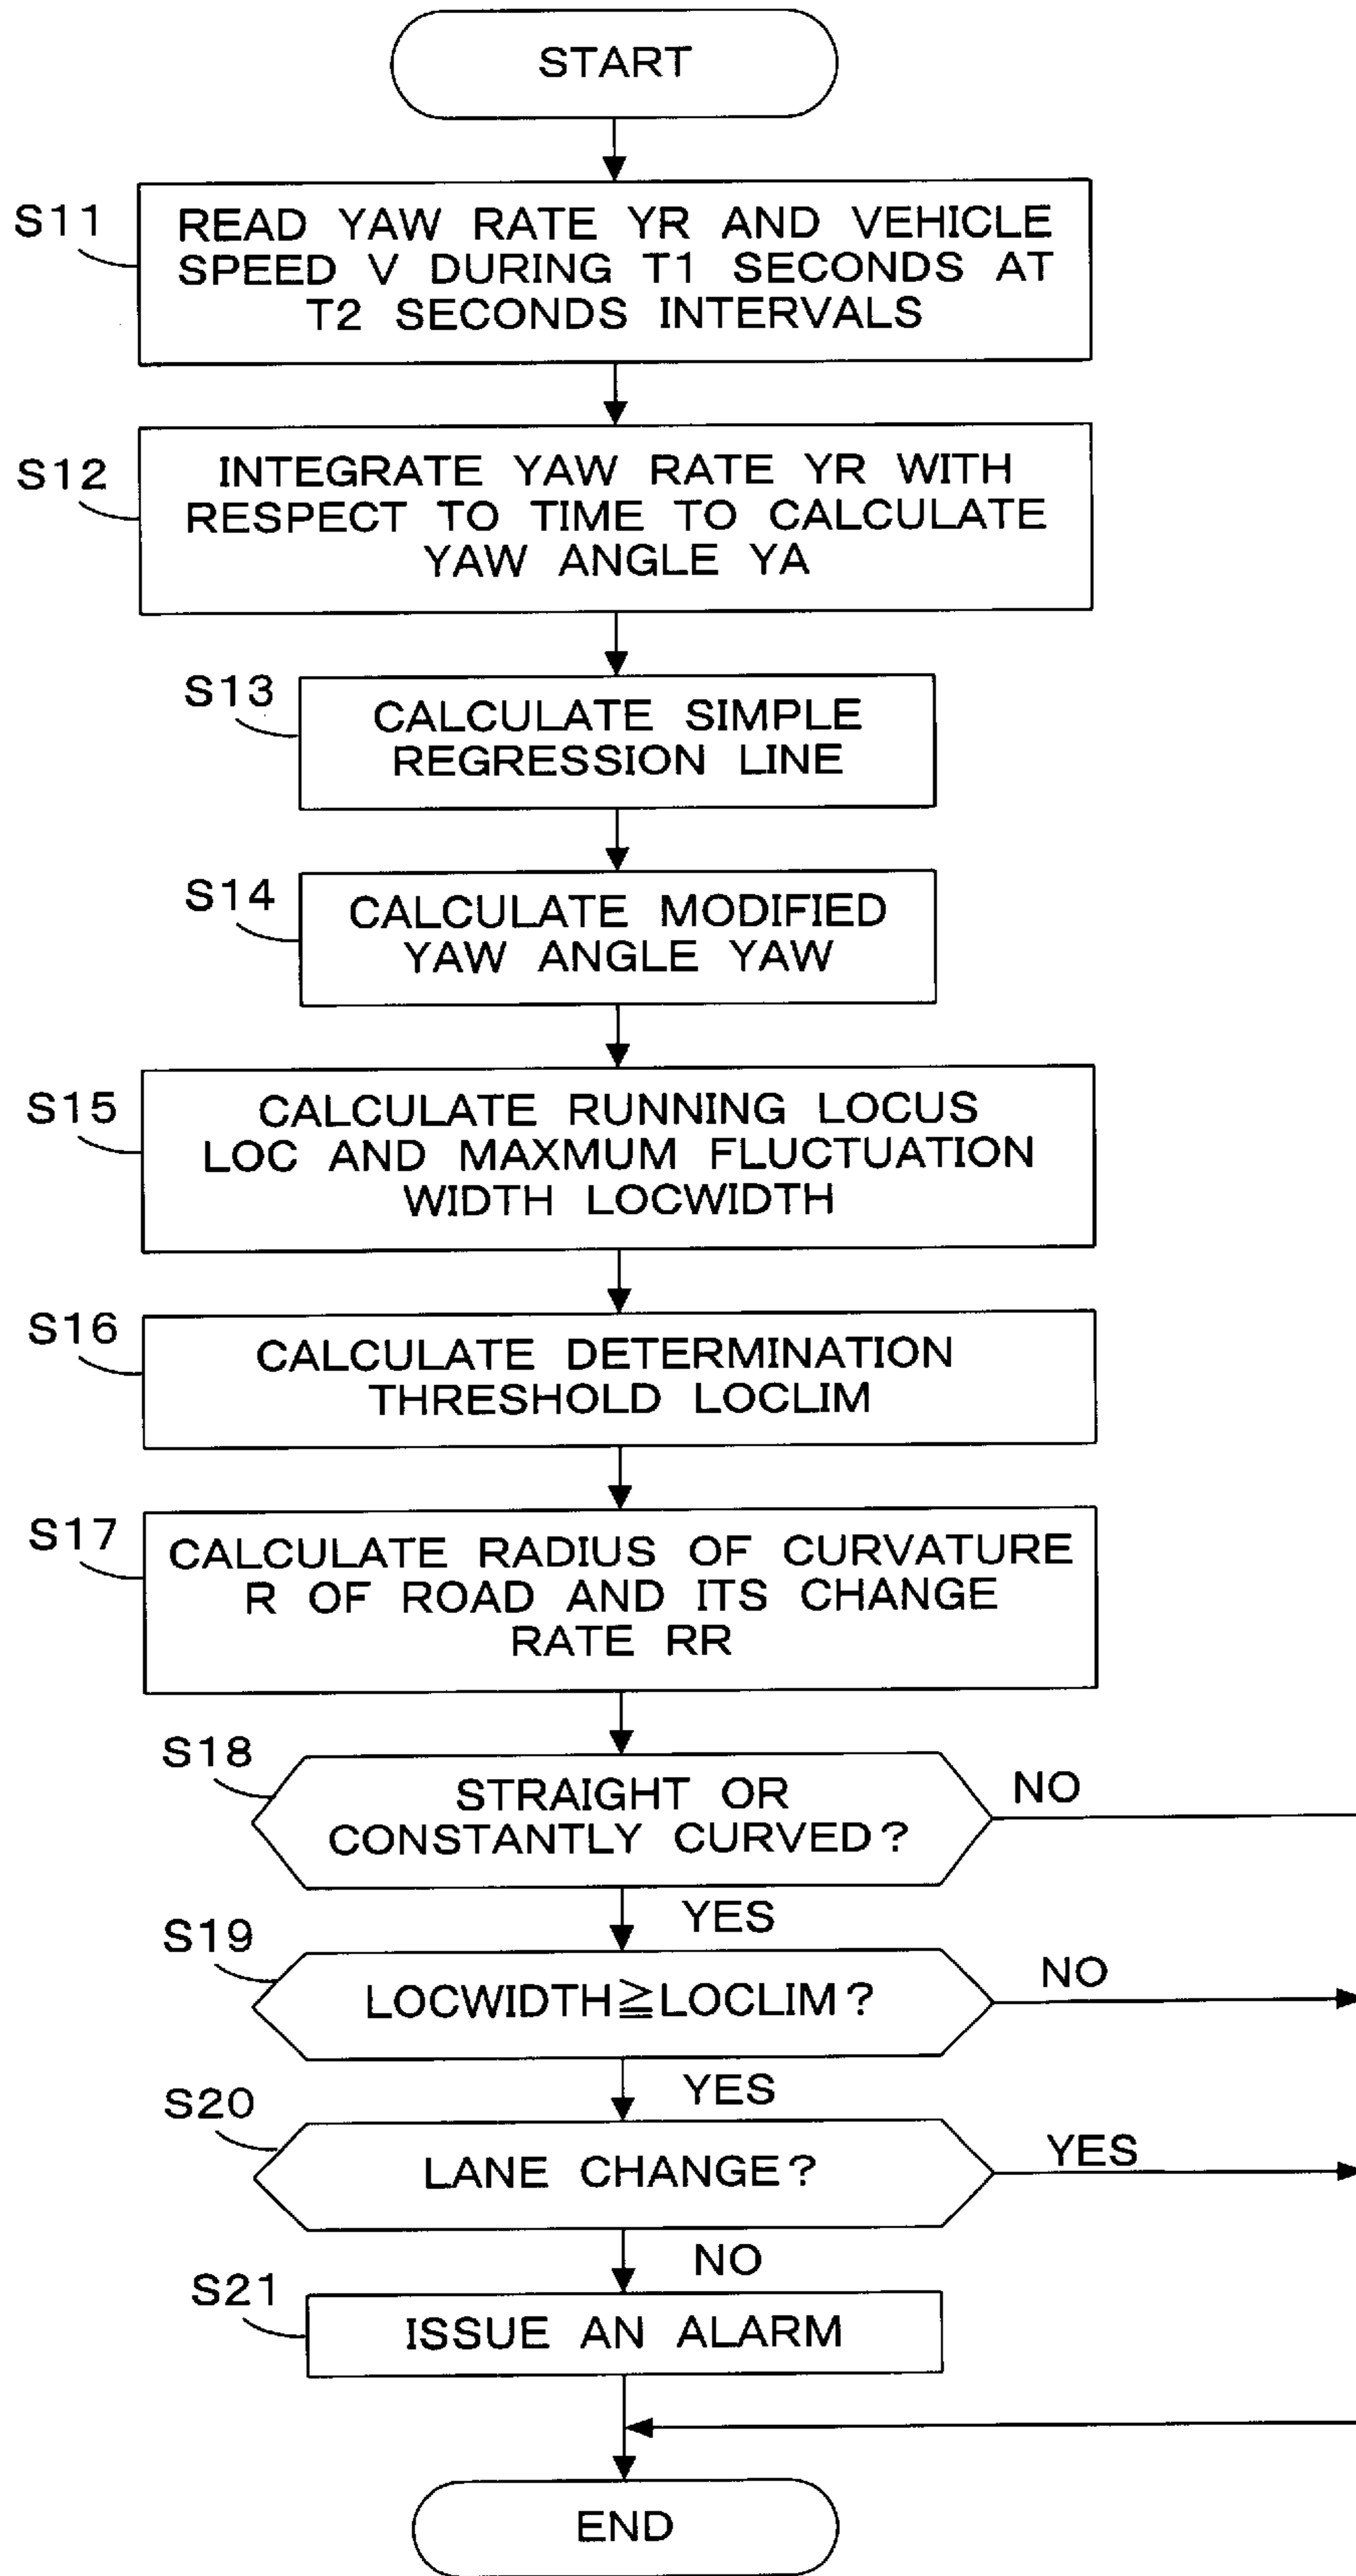 START
S11
READ YAW RATE YR AND VEHICLE
SPEED V DURING T1 SECONDS AT
T2 SECONDS INTERVALS
S12
INTEGRATE YAW RATE YR WITH
RESPECT TO TIME TO CALCULATE
YAW ANGLE YA
S13
CALCULATE SIMPLE
REGRESSION LINE
S14
CALCULATE MODIFIED
YAW ANGLE YAW
S15
CALCULATE RUNNING LOCUS
LOC AND MAXMUM FLUCTUATION
WIDTH LOCWIDTH
S16
CALCULATE DETERMINATION
THRESHOLD LOCLIM
S17
CALCULATE RADIUS OF CURVATURE
R OF ROAD AND ITS CHANGE
RATE RR
S18
STRAIGHT OR
CONSTANTLY CURVED?
NO
YES
S19
LOCWIDTH≧LOCLIM?
NO
YES
S20
LANE CHANGE?
YES
NO
S21
ISSUE AN ALARM
END